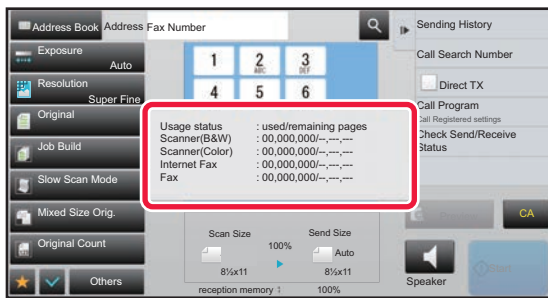 Address Book Address Fax Number
Sending History
Exposure
Auto
1 2 ABC 3 DEF
Call Search Number
Resolution
Super Fine
4 5 6
Direct TX
Original
Call Program
Call Registered settings
Usage status : used/remaining pages
Scanner(B&W) : 00,000,000/--,---,---
Scanner(Color) : 00,000,000/--,---,---
Internet Fax : 00,000,000/--,---,---
Fax : 00,000,000/--,---,---
Check Send/Receive
Status
Job Build
Slow Scan Mode
Mixed Size Orig.
CA
Original Count
Scan Size
100%
Send Size
Auto
8½x11
8½x11
Others
Speaker
Start
reception memory : 100%